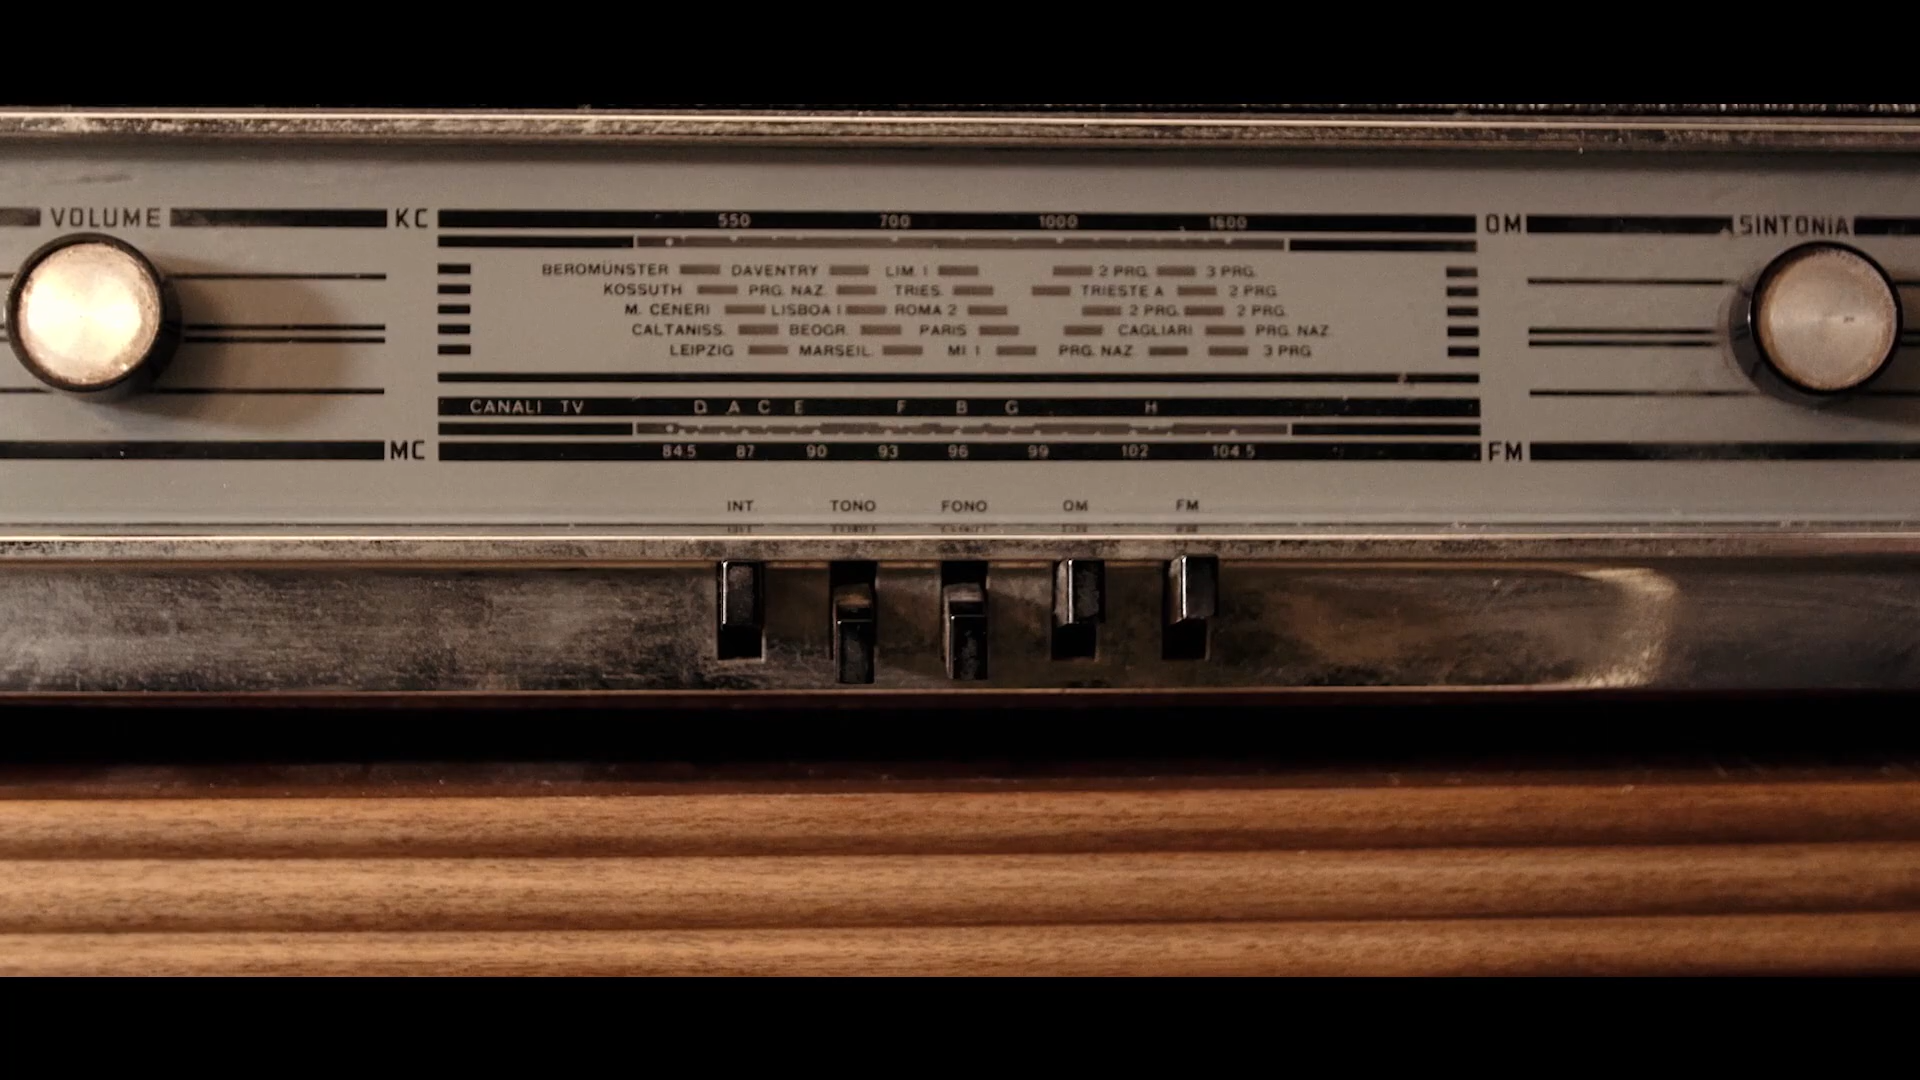 VOLUME KC 550 700 1000 1600 OM SINTONIA
BEROMÜNSTER DAVENTRY LIM. I 2 PRG. 3 PRG.
KOSSUTH PRG. NAZ. TRIES. TRIESTE A 2 PRG.
M. CENERI LISBOA I ROMA 2 2 PRG. 2 PRG.
CALTANISS. BEOGR. PARIS CAGLIARI PRG. NAZ.
LEIPZIG MARSEIL. MI I PRG. NAZ. 3 PRG.
CANALI TV D A C E F B G H
MC 84.5 87 90 93 96 99 102 104.5 FM
INT. TONO FONO OM FM